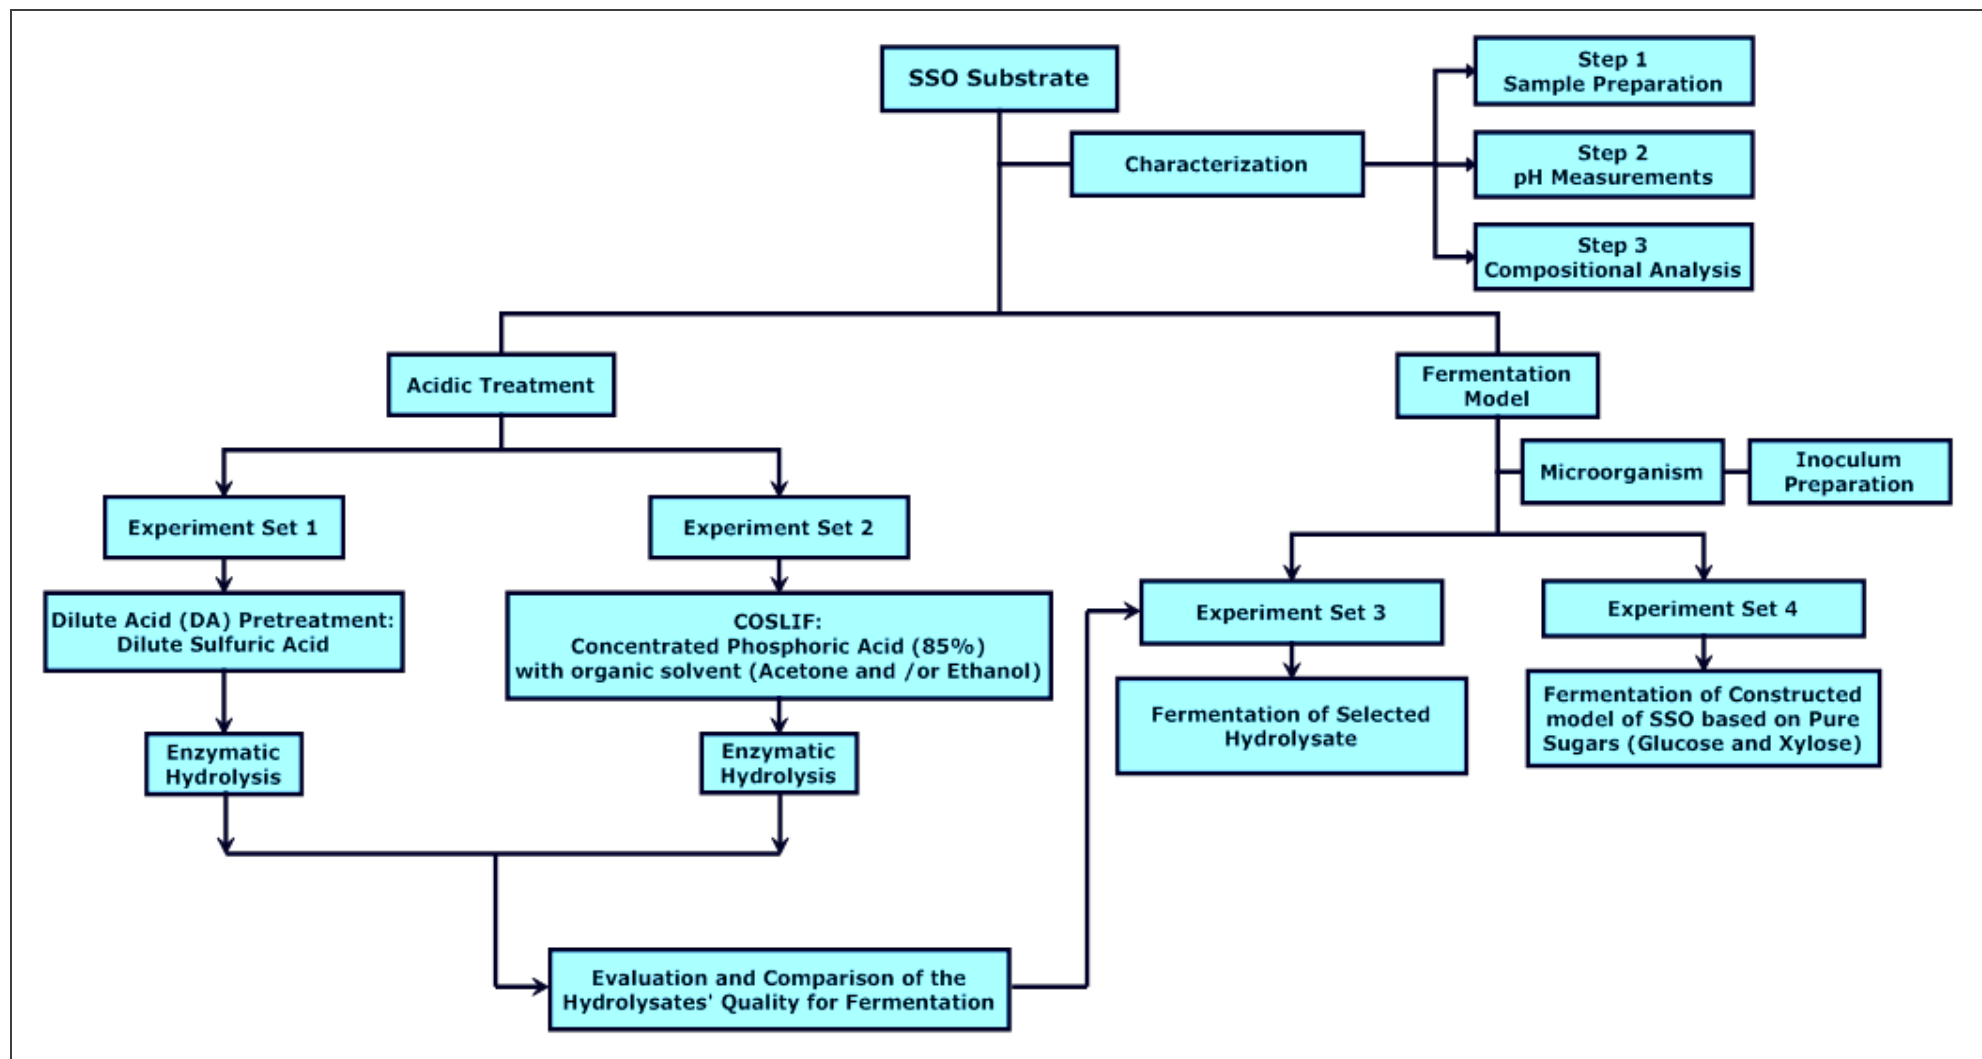 SSO Substrate
Step 1
Sample Preparation
Characterization
Step 2
pH Measurements
Step 3
Compositional Analysis
Acidic Treatment
Fermentation
Model
Microorganism
Inoculum
Preparation
Experiment Set 1
Experiment Set 2
Experiment Set 3
Experiment Set 4
Dilute Acid (DA) Pretreatment:
Dilute Sulfuric Acid
COSLIF:
Concentrated Phosphoric Acid (85%)
with organic solvent (Acetone and /or Ethanol)
Fermentation of Selected
Hydrolysate
Fermentation of Constructed
model of SSO based on Pure
Sugars (Glucose and Xylose)
Enzymatic
Hydrolysis
Enzymatic
Hydrolysis
Evaluation and Comparison of the
Hydrolysates' Quality for Fermentation